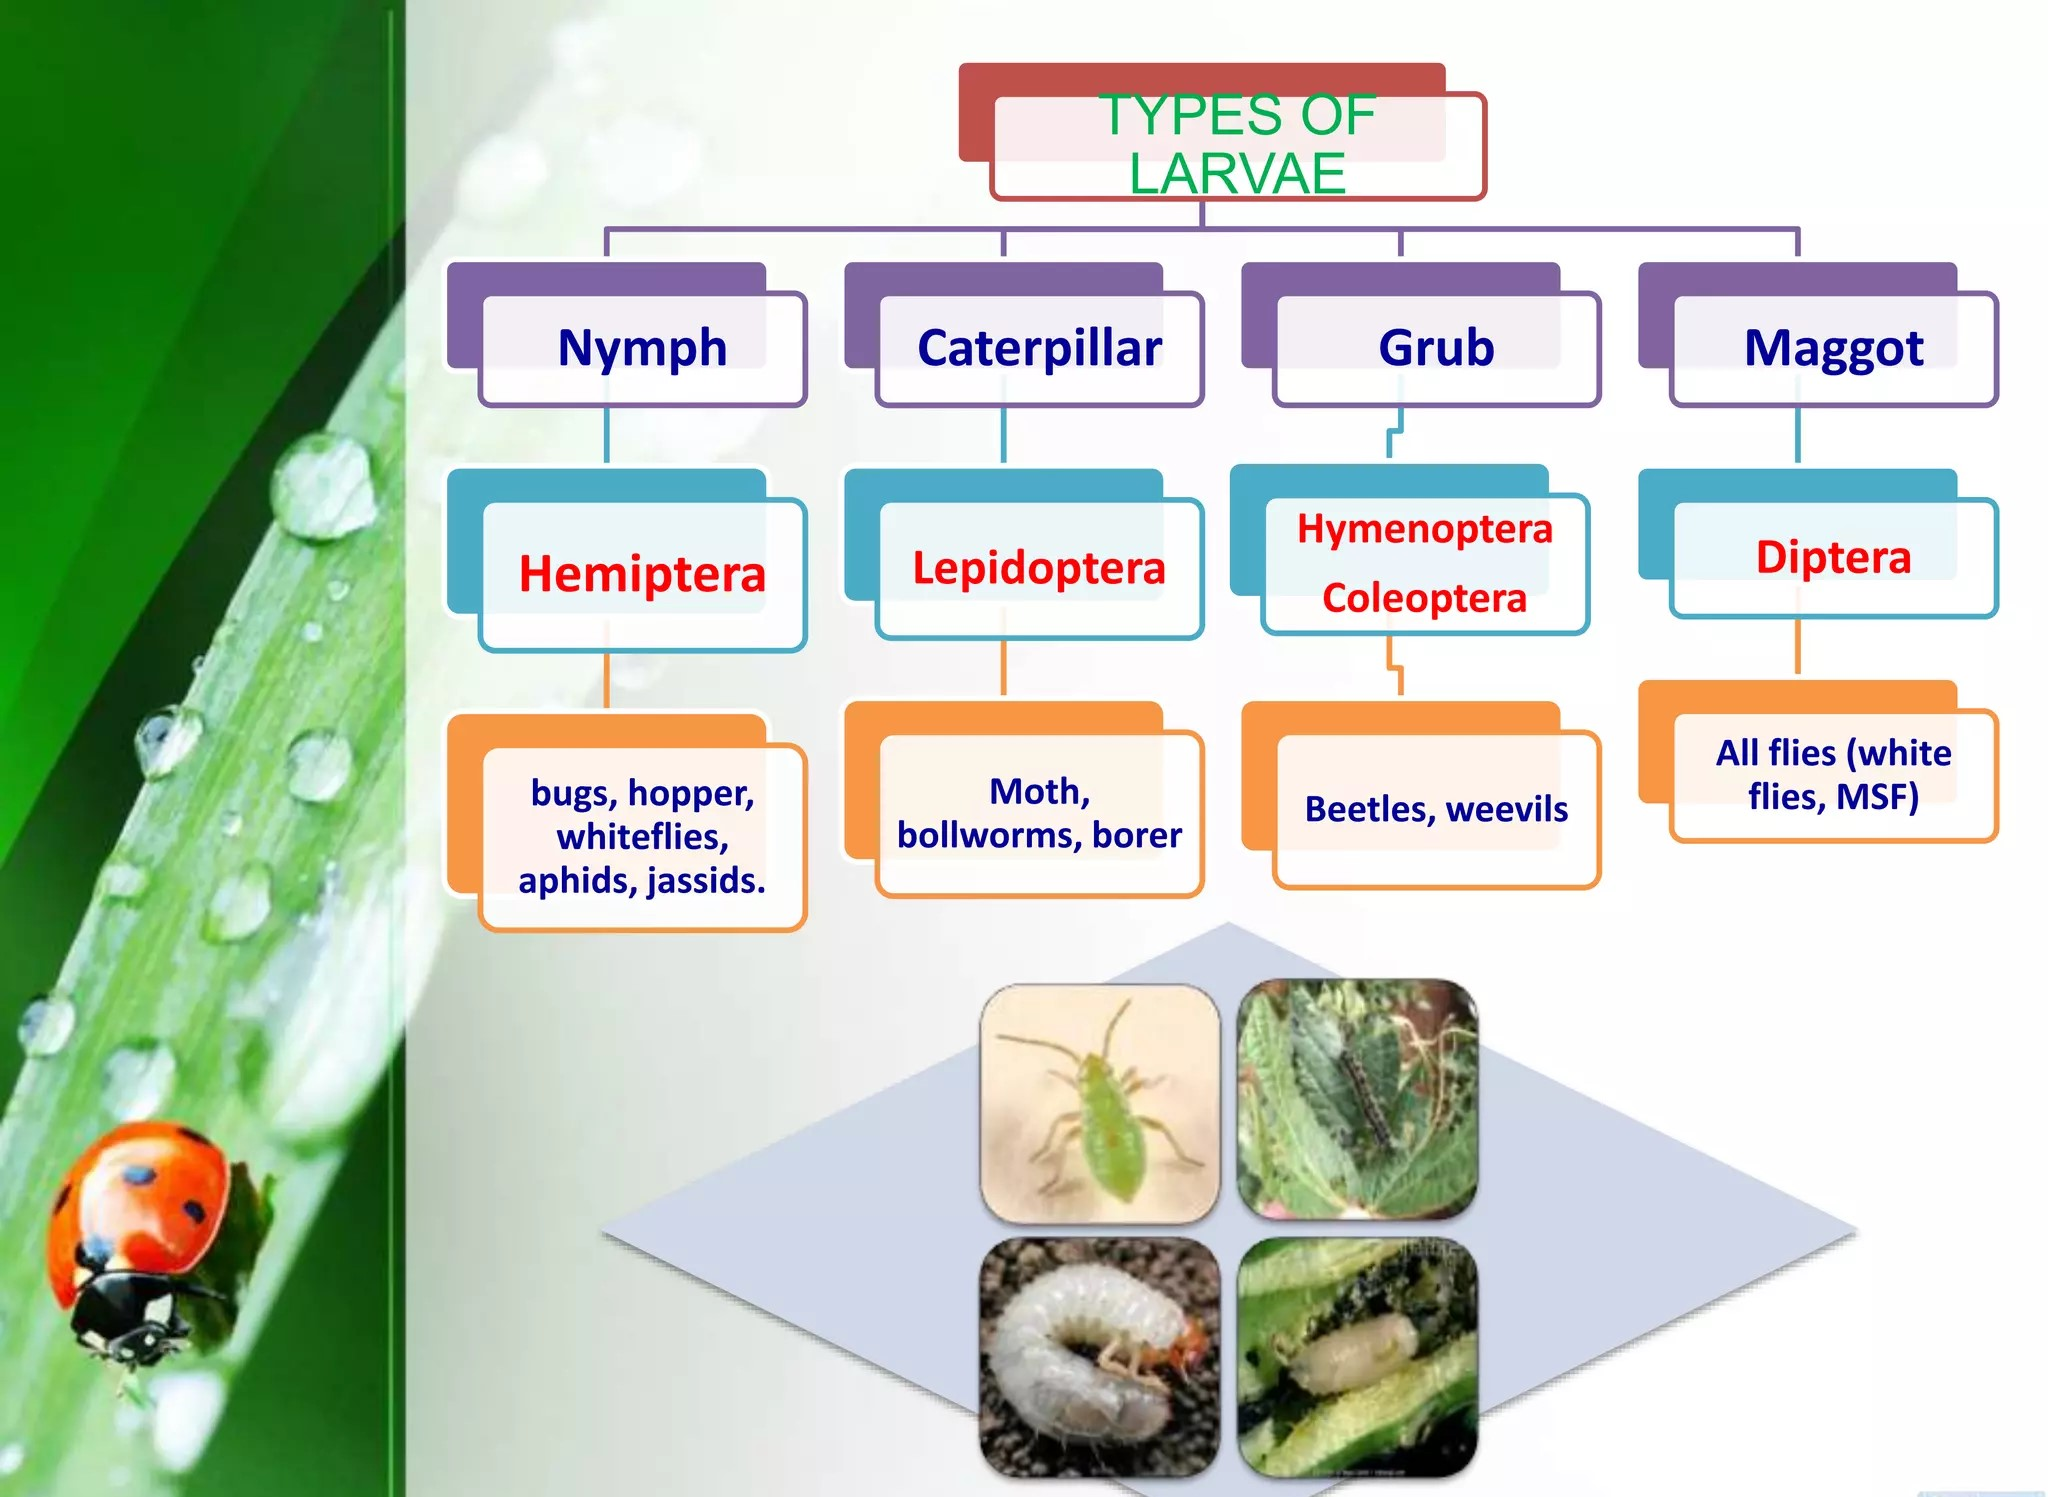 TYPES OF
LARVAE
Nymph
Caterpillar
Grub
Maggot
Hemiptera
Lepidoptera
Hymenoptera
Coleoptera
Diptera
bugs, hopper,
whiteflies,
aphids, jassids.
Moth,
bollworms, borer
Beetles, weevils
All flies (white
flies, MSF)